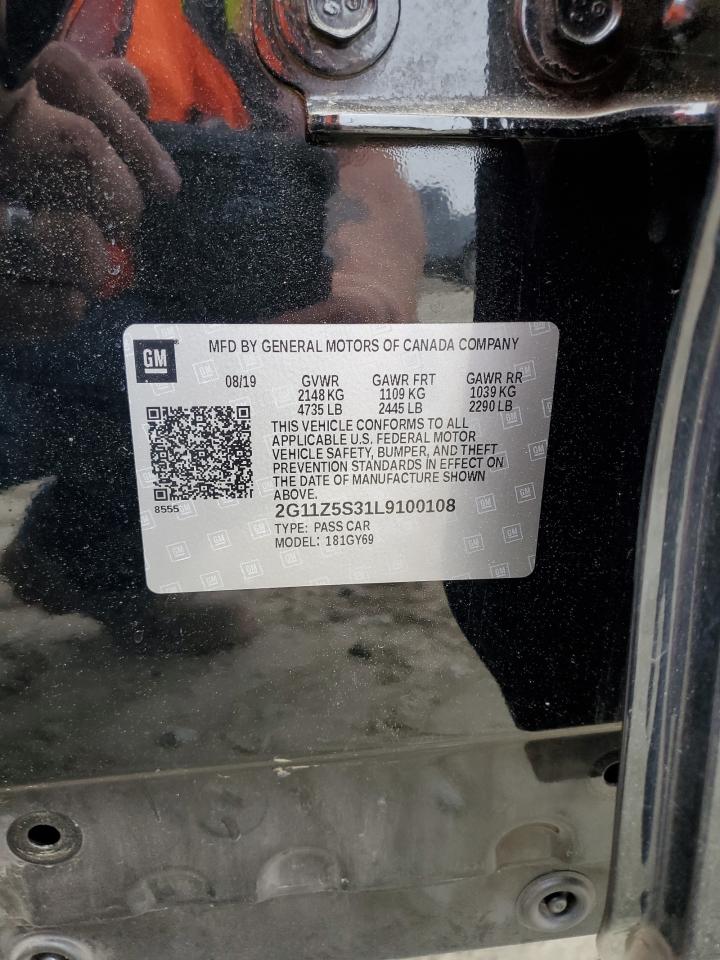 GM
MFD BY GENERAL MOTORS OF CANADA COMPANY
08/19 GVWR GAWR FRT GAWR RR
2148 KG 1109 KG 1039 KG
4735 LB 2445 LB 2290 LB
THIS VEHICLE CONFORMS TO ALL
APPLICABLE U.S. FEDERAL MOTOR
VEHICLE SAFETY, BUMPER, AND THEFT
PREVENTION STANDARDS IN EFFECT ON
THE DATE OF MANUFACTURE SHOWN
ABOVE.
8555
2G11Z5S31L9100108
TYPE: PASS CAR
MODEL: 181GY69